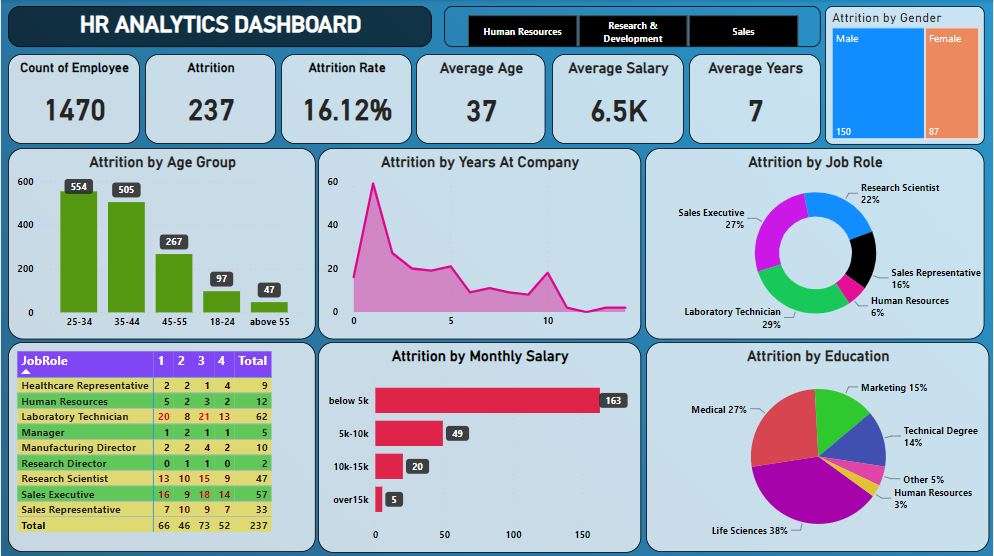 HR ANALYTICS DASHBOARD
Human Resources
Research &
Development
Sales
Attrition by Gender
Male
Female
150
87
Count of Employee
1470
Attrition
237
Attrition Rate
16.12%
Average Age
37
Average Salary
6.5K
Average Years
7
Attrition by Age Group
600
400
200
0
554
505
267
97
47
25-34
35-44
45-55
18-24
above 55
Attrition by Years At Company
60
40
20
0
0
5
10
Attrition by Job Role
Research Scientist
22%
Sales Executive
27%
Sales Representative
16%
Human Resources
6%
Laboratory Technician
29%
JobRole 1 2 3 4 Total
Healthcare Representative 2 2 1 4 9
Human Resources 5 2 3 2 12
Laboratory Technician 20 8 21 13 62
Manager 1 2 1 1 5
Manufacturing Director 2 2 4 2 10
Research Director 0 1 1 0 2
Research Scientist 13 10 15 9 47
Sales Executive 16 9 18 14 57
Sales Representative 7 10 9 7 33
Total 66 46 73 52 237
Attrition by Monthly Salary
below 5k 163
5k-10k 49
10k-15k 20
over15k 5
0 50 100 150
Attrition by Education
Marketing 15%
Medical 27%
Technical Degree
14%
Other 5%
Human Resources
3%
Life Sciences 38%